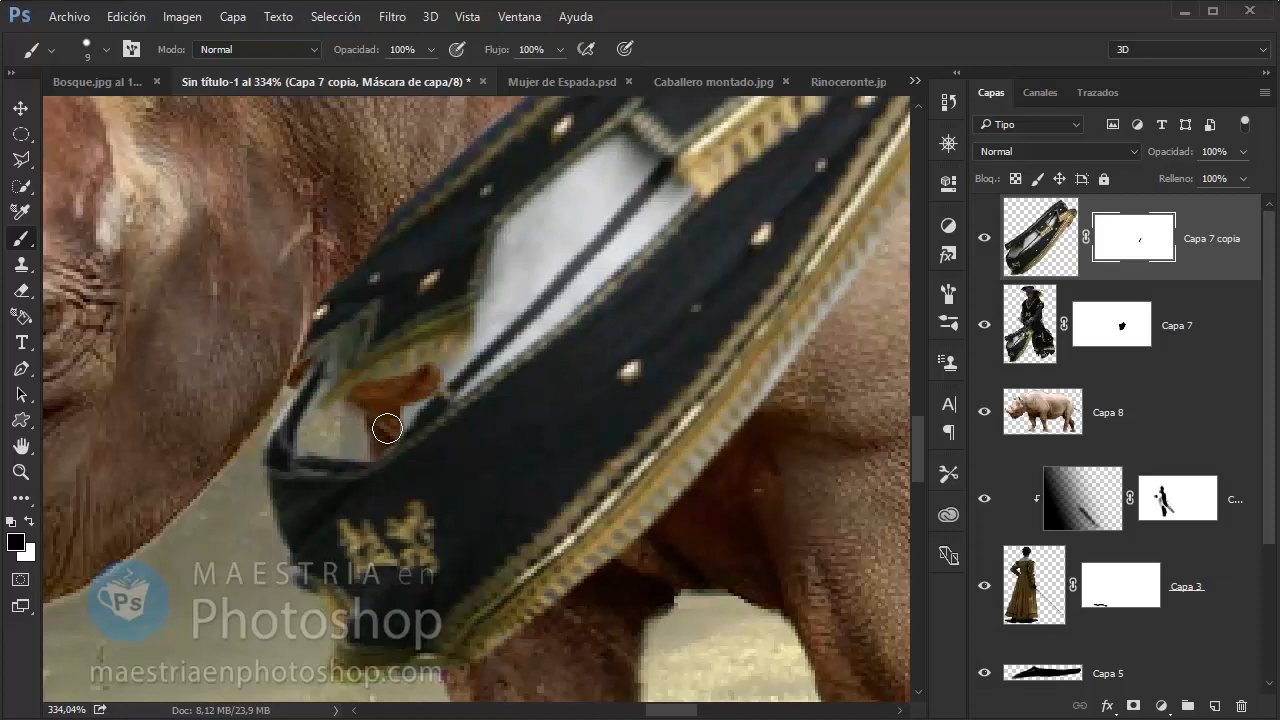 Ps Archivo Edición Imagen Capa Texto Selección Filtro 3D Vista Ventana Ayuda
9 Modo: Normal Opacidad: 100% Flujo: 100% 3D
Bosque.jpg al 1... × Sin título-1 al 334% (Capa 7 copia, Máscara de capa/8) * × Mujer de Espada.psd × Caballero montado.jpg × Rinoceronte.jp >>
Capas Canales Trazados
Tipo
Normal Opacidad: 100%
Bloq.: Relleno: 100%
Capa 7 copia
Capa 7
Capa 8
C...
Capa 3
Capa 5
Ps
MAESTRIA en
Photoshop
maestriaenphotoshop.com
334,04% Doc: 8,12 MB/23,9 MB